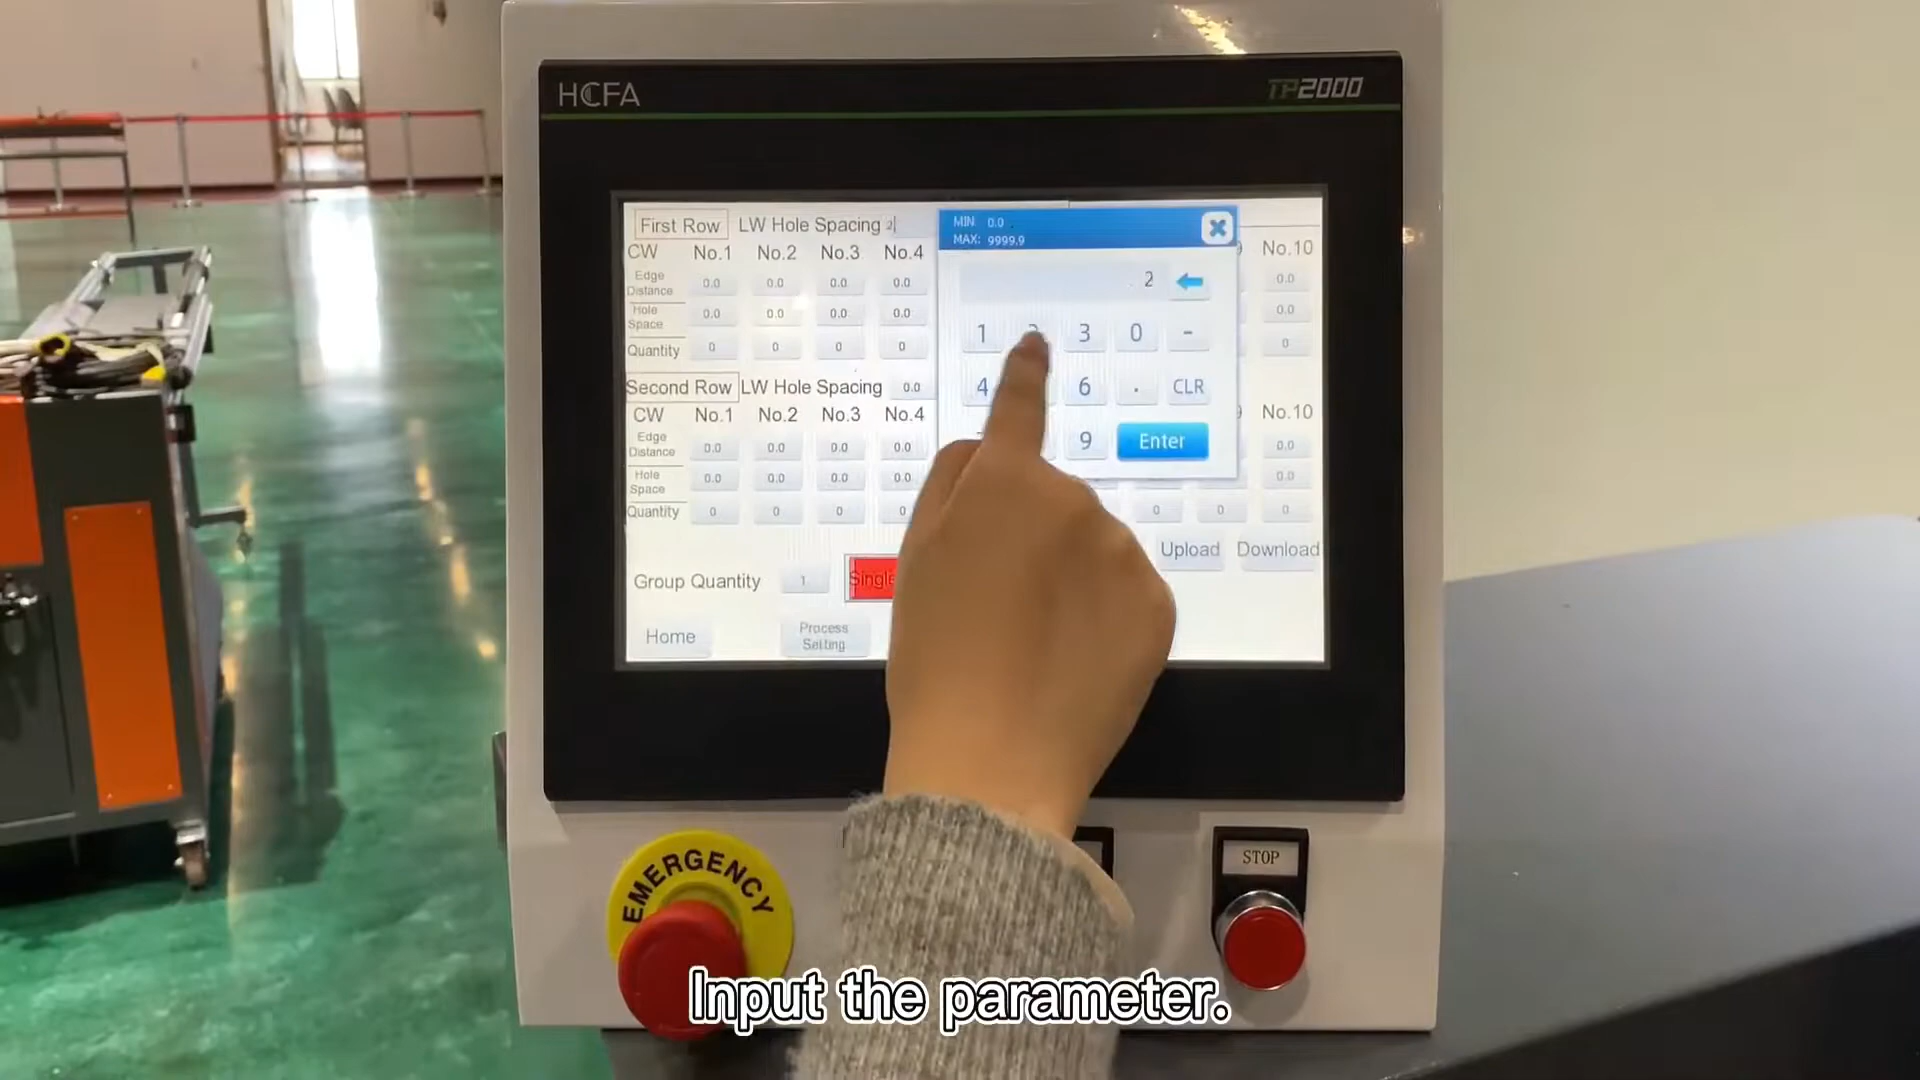 HCFA
TP2000
First Row LW Hole Spacing 2
MIN: 0.0
MAX: 9999.9
CW No.1 No.2 No.3 No.4 No.10
Edge Distance 0.0 0.0 0.0 0.0 0.0
Hole Space 0.0 0.0 0.0 0.0 0.0
Quantity 0 0 0 0 0
2
1 3 0 -
4 6 . CLR
9 Enter
Second Row LW Hole Spacing 0.0
CW No.1 No.2 No.3 No.4 No.10
Edge Distance 0.0 0.0 0.0 0.0 0.0
Hole Space 0.0 0.0 0.0 0.0 0.0
Quantity 0 0 0 0 0 0 0
Upload Download
Group Quantity 1 Single
Home
Process Setting
EMERGENCY
STOP
Input the parameter.